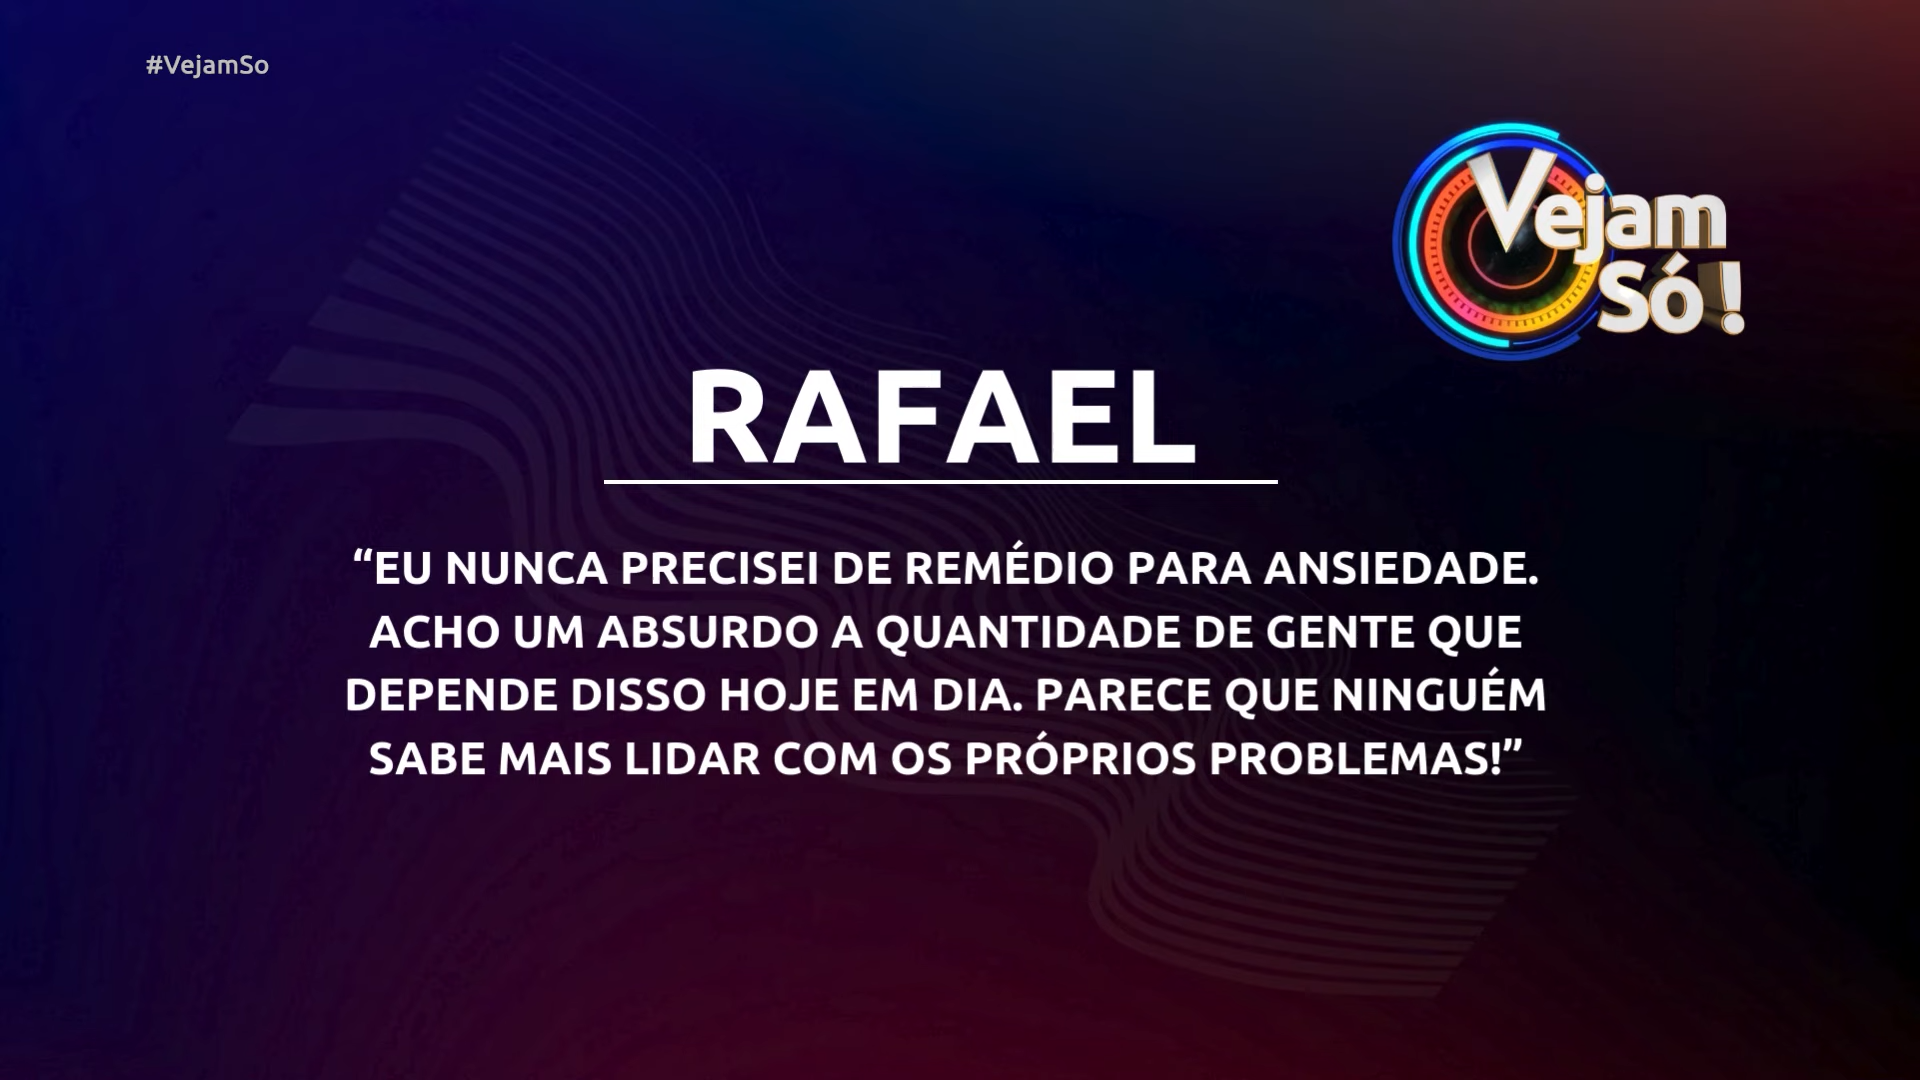 #VejamSo
Vejam
Só!
RAFAEL
“EU NUNCA PRECISEI DE REMÉDIO PARA ANSIEDADE.
ACHO UM ABSURDO A QUANTIDADE DE GENTE QUE
DEPENDE DISSO HOJE EM DIA. PARECE QUE NINGUÉM
SABE MAIS LIDAR COM OS PRÓPRIOS PROBLEMAS!”